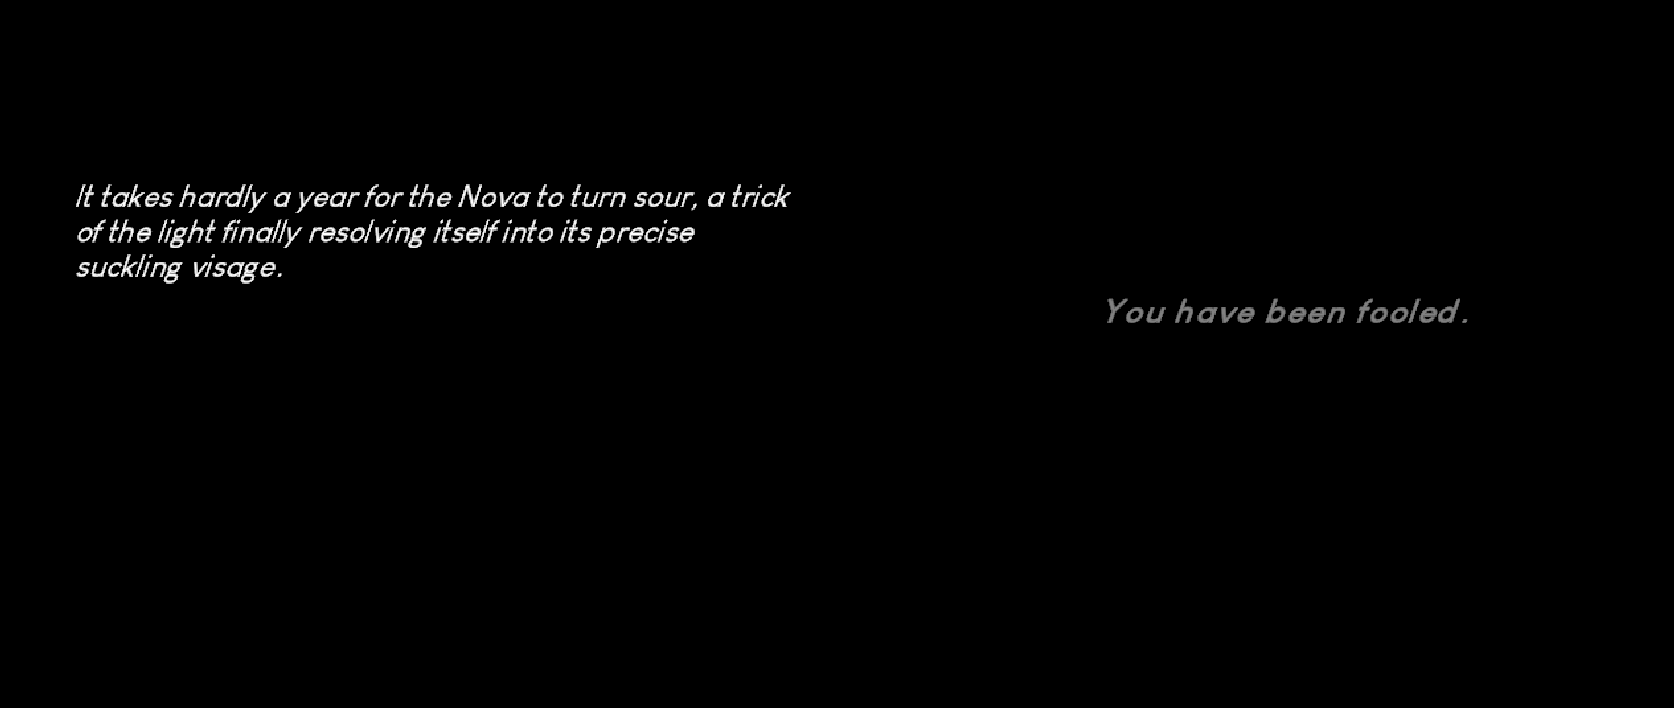 It takes hardly a year for the Nova to turn sour, a trick
of the light finally resolving itself into its precise
suckling visage.
You have been fooled.